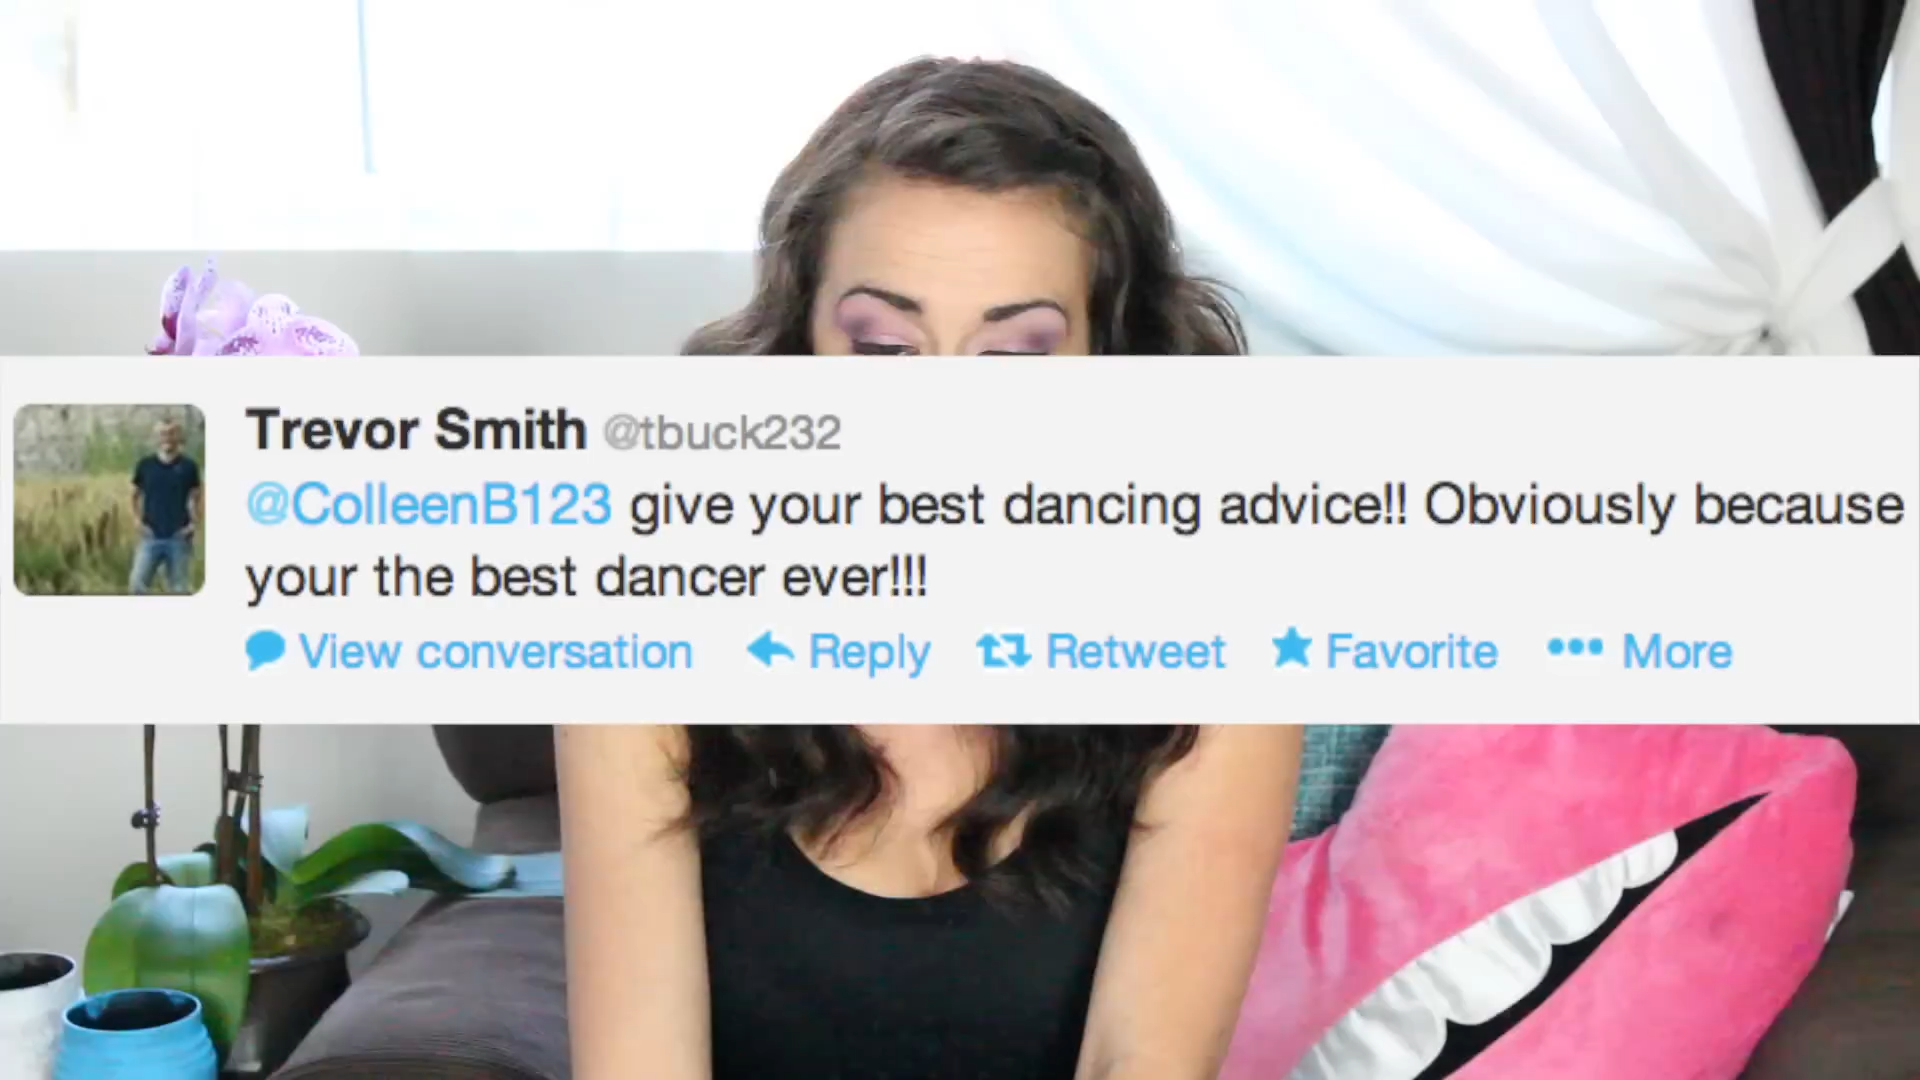 Trevor Smith @tbuck232
@ColleenB123 give your best dancing advice!! Obviously because
your the best dancer ever!!!
View conversation Reply Retweet Favorite More